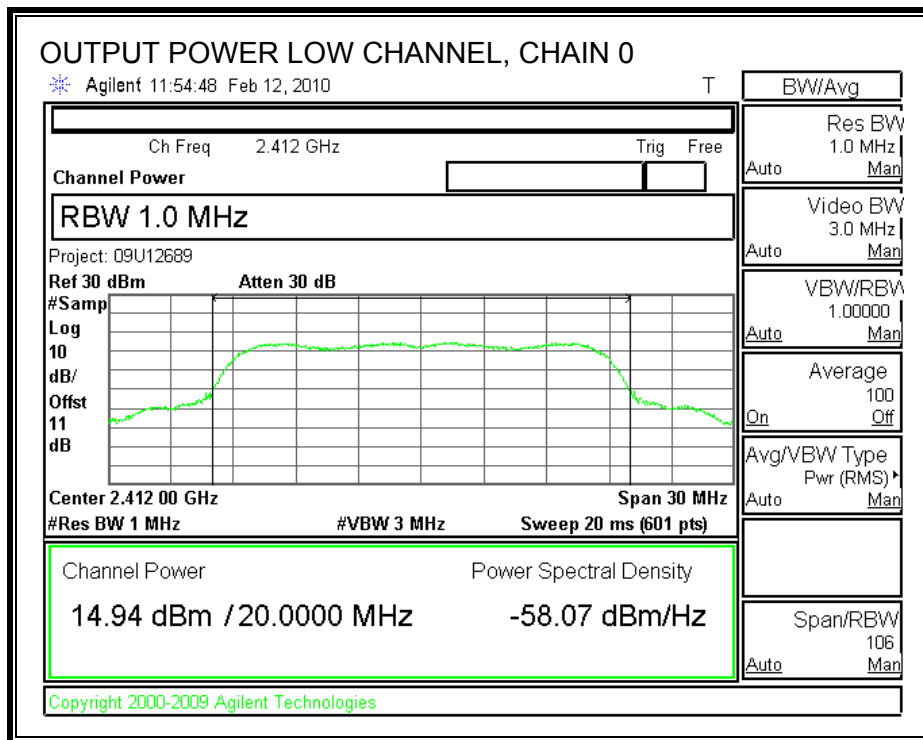 OUTPUT POWER LOW CHANNEL, CHAIN 0
Agilent 11:54:48 Feb 12, 2010 T
Ch Freq 2.412 GHz Trig Free
Channel Power
RBW 1.0 MHz
Project: 09U12689
Ref 30 dBm Atten 30 dB
#Samp
Log
10
dB/
Offst
11
dB
Center 2.412 00 GHz Span 30 MHz
#Res BW 1 MHz #VBW 3 MHz Sweep 20 ms (601 pts)
Channel Power Power Spectral Density
14.94 dBm / 20.0000 MHz -58.07 dBm/Hz
Copyright 2000-2009 Agilent Technologies
BW/Avg
Res BW
1.0 MHz
Auto Man
Video BW
3.0 MHz
Auto Man
VBW/RBW
1.00000
Auto Man
Average
100
On Off
Avg/VBW Type
Pwr (RMS)
Auto Man
Span/RBW
106
Auto Man